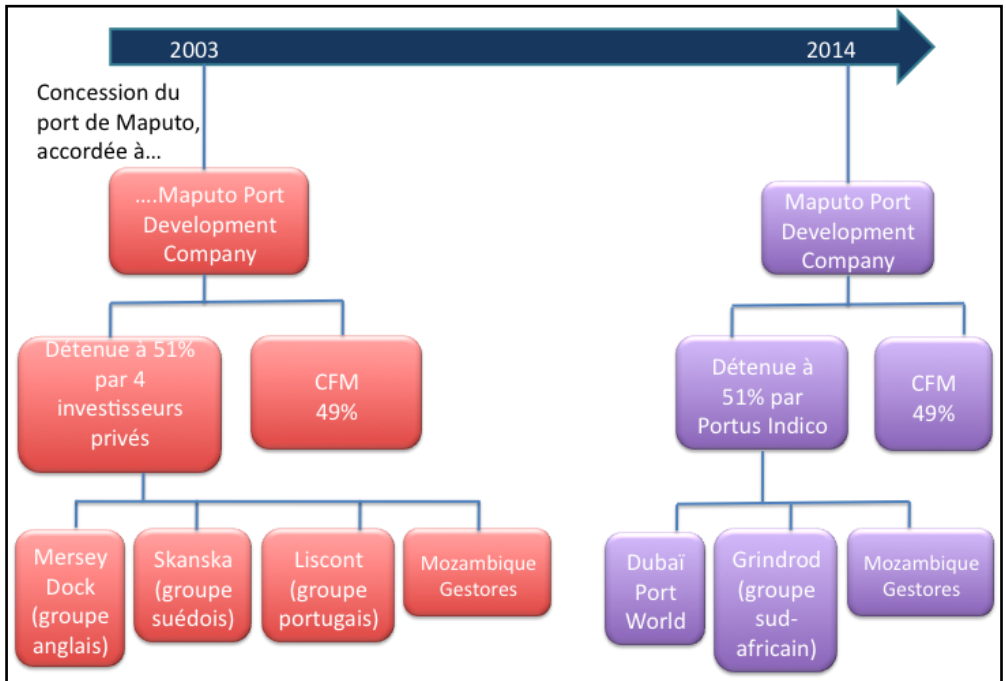 2003
2014
Concession du
port de Maputo,
accordée à...
....Maputo Port
Development
Company
Maputo Port
Development
Company
Détenue à 51%
par 4
investisseurs
privés
CFM
49%
Détenue à
51% par
Portus Indico
CFM
49%
Mersey
Dock
(groupe
anglais)
Skanska
(groupe
suédois)
Liscont
(groupe
portugais)
Mozambique
Gestores
Dubaï
Port
World
Grindrod
(groupe
sud-
africain)
Mozambique
Gestores